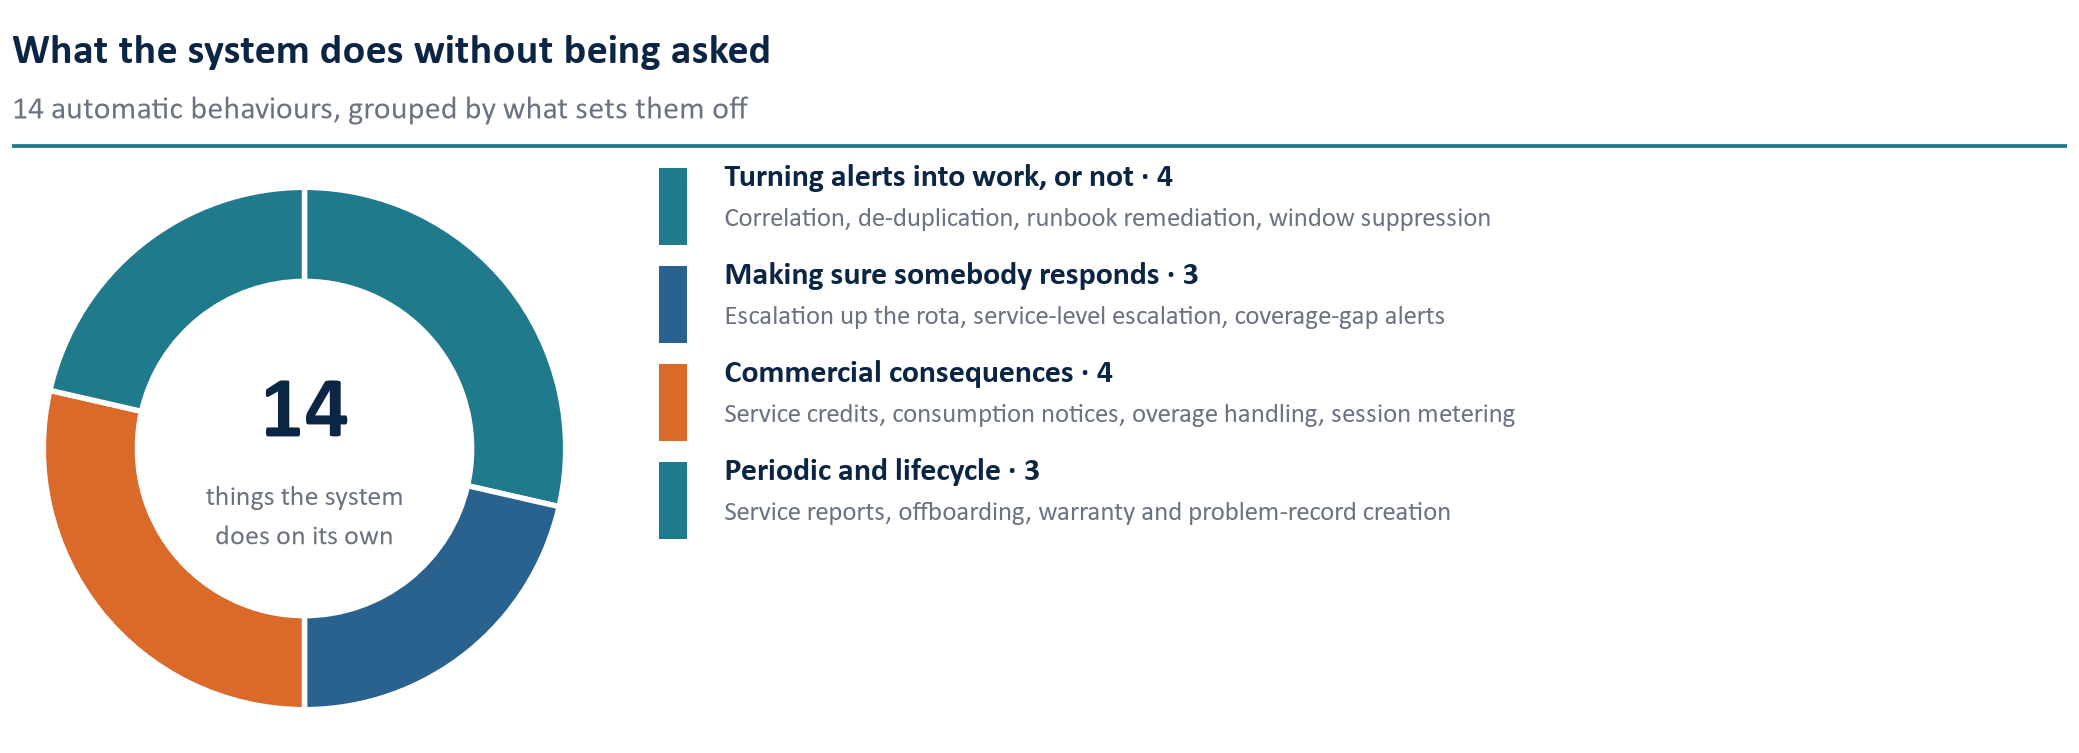 What the system does without being asked
14 automatic behaviours, grouped by what sets them off
14
things the system
does on its own
Turning alerts into work, or not · 4
Correlation, de-duplication, runbook remediation, window suppression
Making sure somebody responds · 3
Escalation up the rota, service-level escalation, coverage-gap alerts
Commercial consequences · 4
Service credits, consumption notices, overage handling, session metering
Periodic and lifecycle · 3
Service reports, offboarding, warranty and problem-record creation